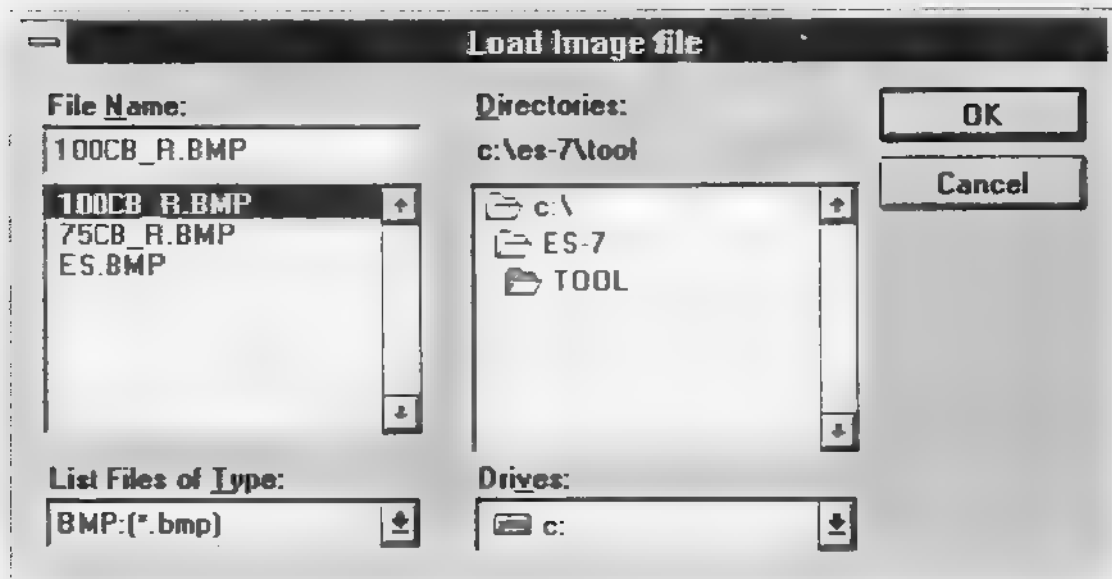 Load Image file
File Name:
100CB_R.BMP
100CB_R.BMP
75CB_R.BMP
ES.BMP
List Files of Type:
BMP:(*.bmp)
Directories:
c:\es-7\tool
c:\
ES-7
TOOL
Drives:
c:
OK
Cancel